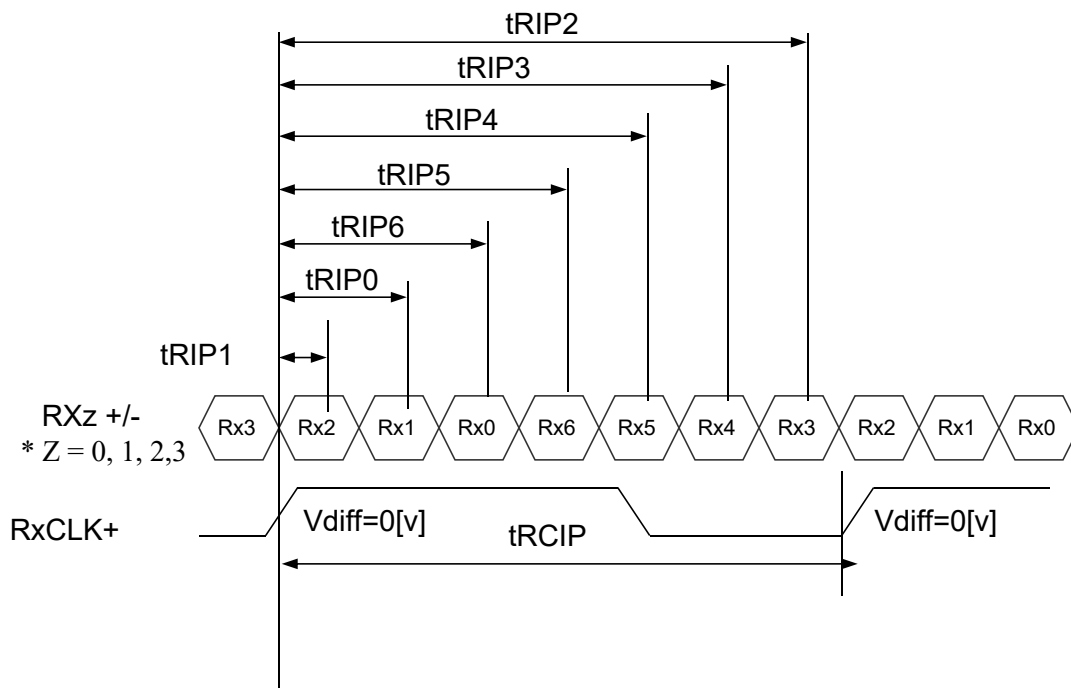 tRIP2
tRIP3
tRIP4
tRIP5
tRIP6
tRIP0
tRIP1
RXz +/-
* Z = 0, 1, 2,3
Rx3 Rx2 Rx1 Rx0 Rx6 Rx5 Rx4 Rx3 Rx2 Rx1 Rx0
RxCLK+
Vdiff=0[v] Vdiff=0[v]
tRCIP